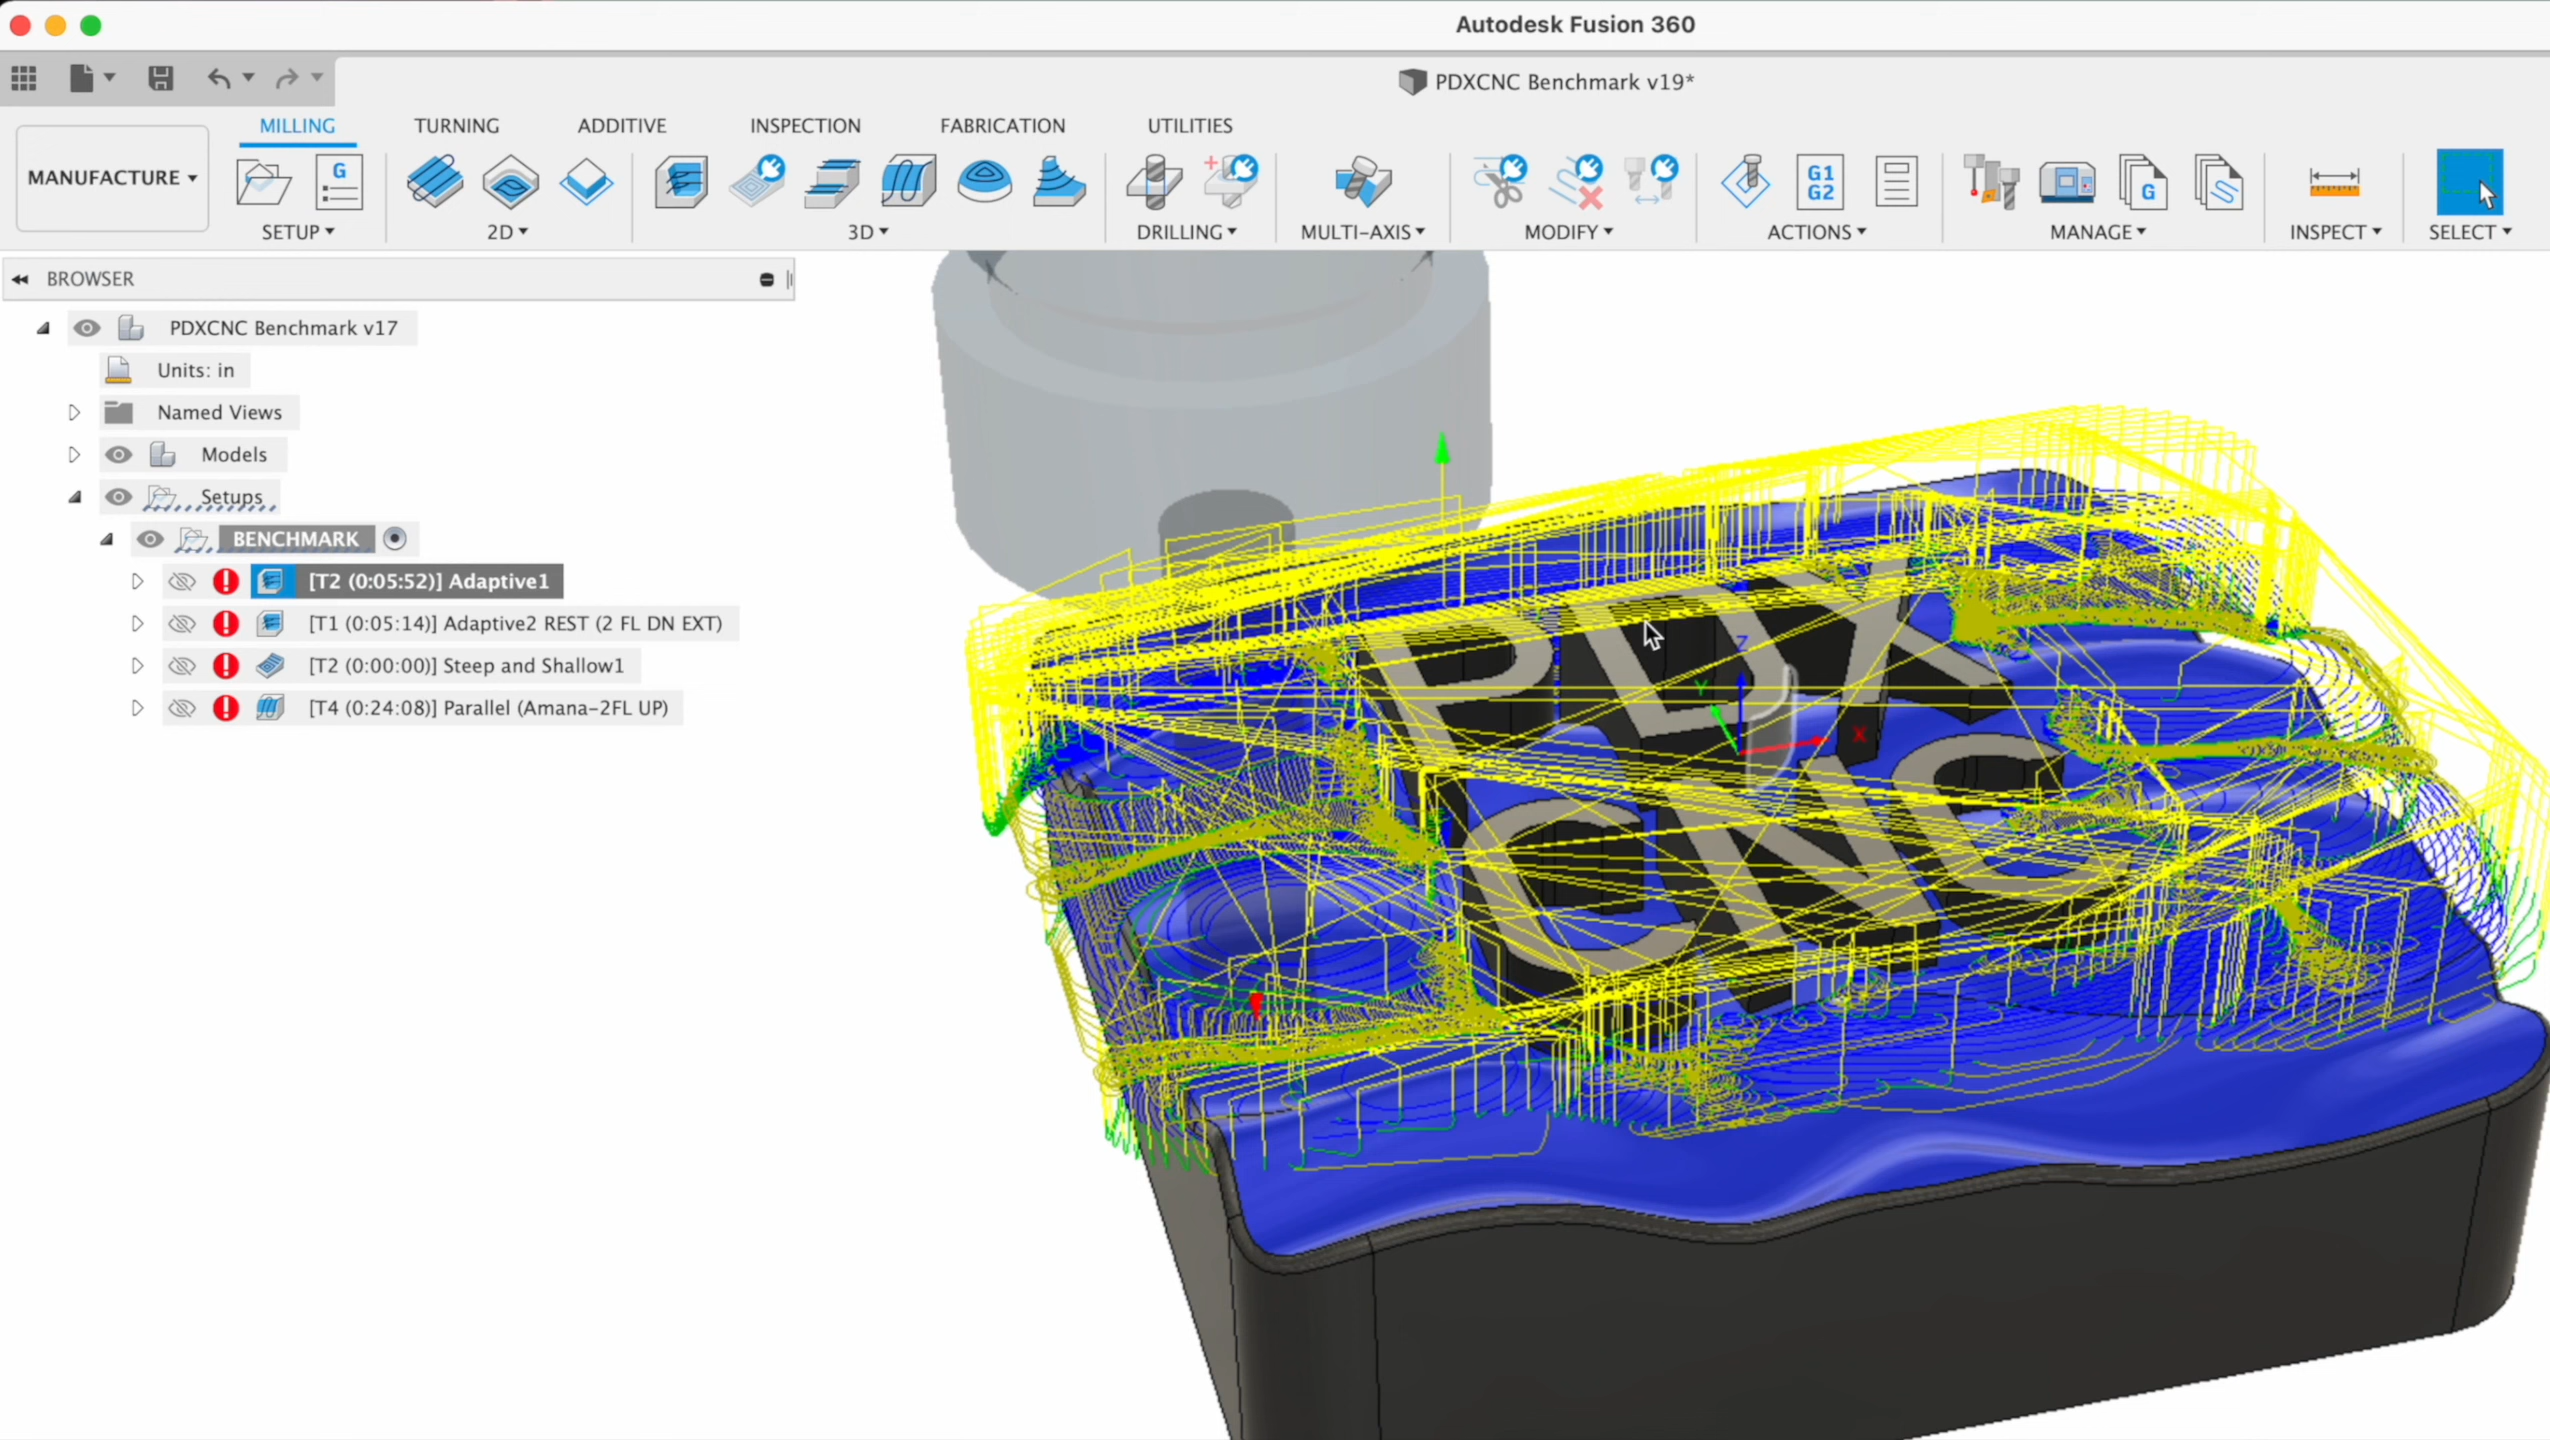 Autodesk Fusion 360
PDXCNC Benchmark v19*
MILLING TURNING ADDITIVE INSPECTION FABRICATION UTILITIES
MANUFACTURE
G
G1
G2
G
SETUP 2D 3D DRILLING MULTI-AXIS MODIFY ACTIONS MANAGE INSPECT SELECT
BROWSER
PDXCNC Benchmark v17
Units: in
Named Views
Models
Setups
BENCHMARK
[T2 (0:05:52)] Adaptive1
[T1 (0:05:14)] Adaptive2 REST (2 FL DN EXT)
[T2 (0:00:00)] Steep and Shallow1
[T4 (0:24:08)] Parallel (Amana-2FL UP)
PDX
CNC
Z
Y
X